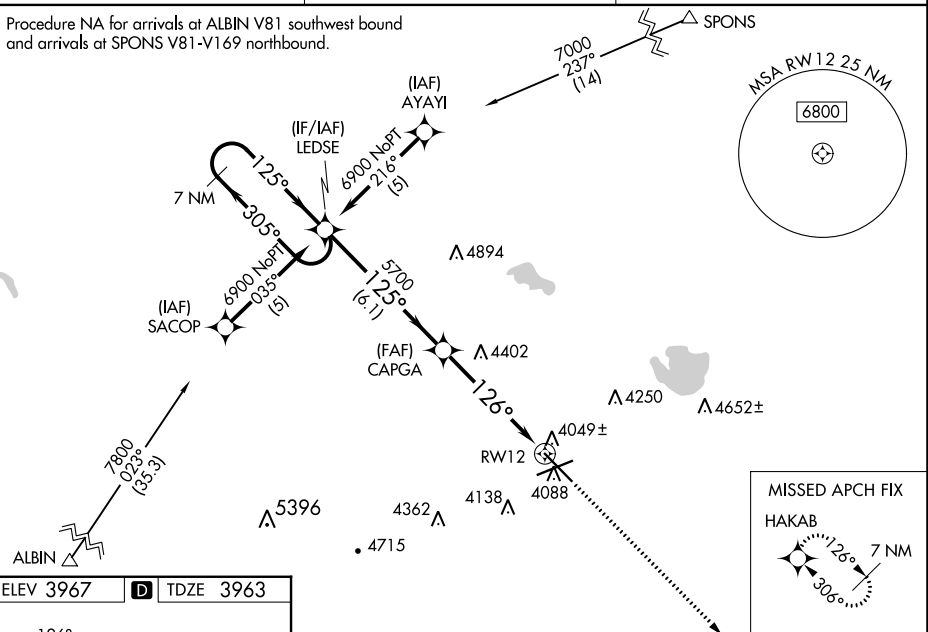 Procedure NA for arrivals at ALBIN V81 southwest bound
and arrivals at SPONS V81-V169 northbound.
SPONS
7000
237°
(14)
MSA RW12 25 NM
6800
(IAF)
AYAYI
(IF/IAF)
LEDSE
6900 NoPT
216°
(5)
125°
7 NM
305°
4894
6900 NoPT
035°
(5)
5700
125°
(6.1)
(IAF)
SACOP
(FAF)
CAPGA
4402
126°
4250
4652±
4049±
RW12
4088
7800
023°
(35.3)
5396
4362
4138
4715
ALBIN
MISSED APCH FIX
HAKAB
126°
7 NM
306°
ELEV 3967
D
TDZE 3963